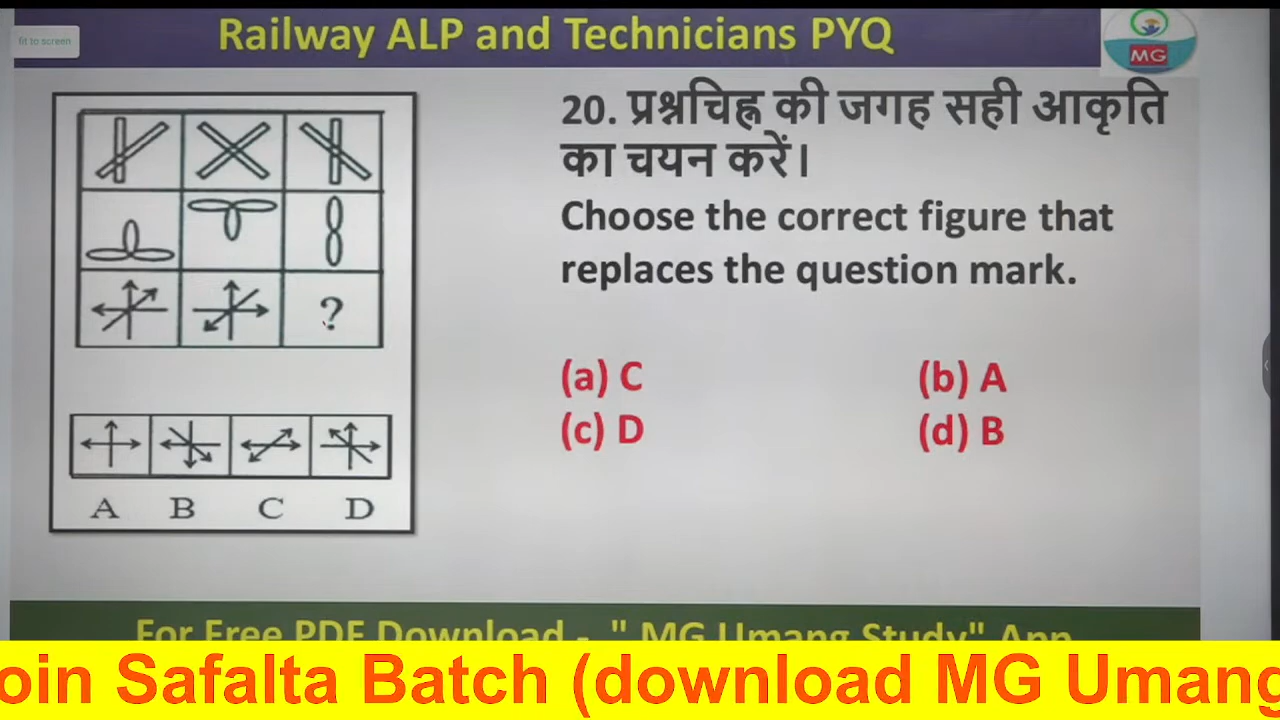 fit to screen
Railway ALP and Technicians PYQ
MG
20. प्रश्नचिह्न की जगह सही आकृति
का चयन करें।
Choose the correct figure that
replaces the question mark.
?
(a) C
(b) A
(c) D
(d) B
A B C D
For Free PDF Download - " MG Umang Study" App
oin Safalta Batch (download MG Umang